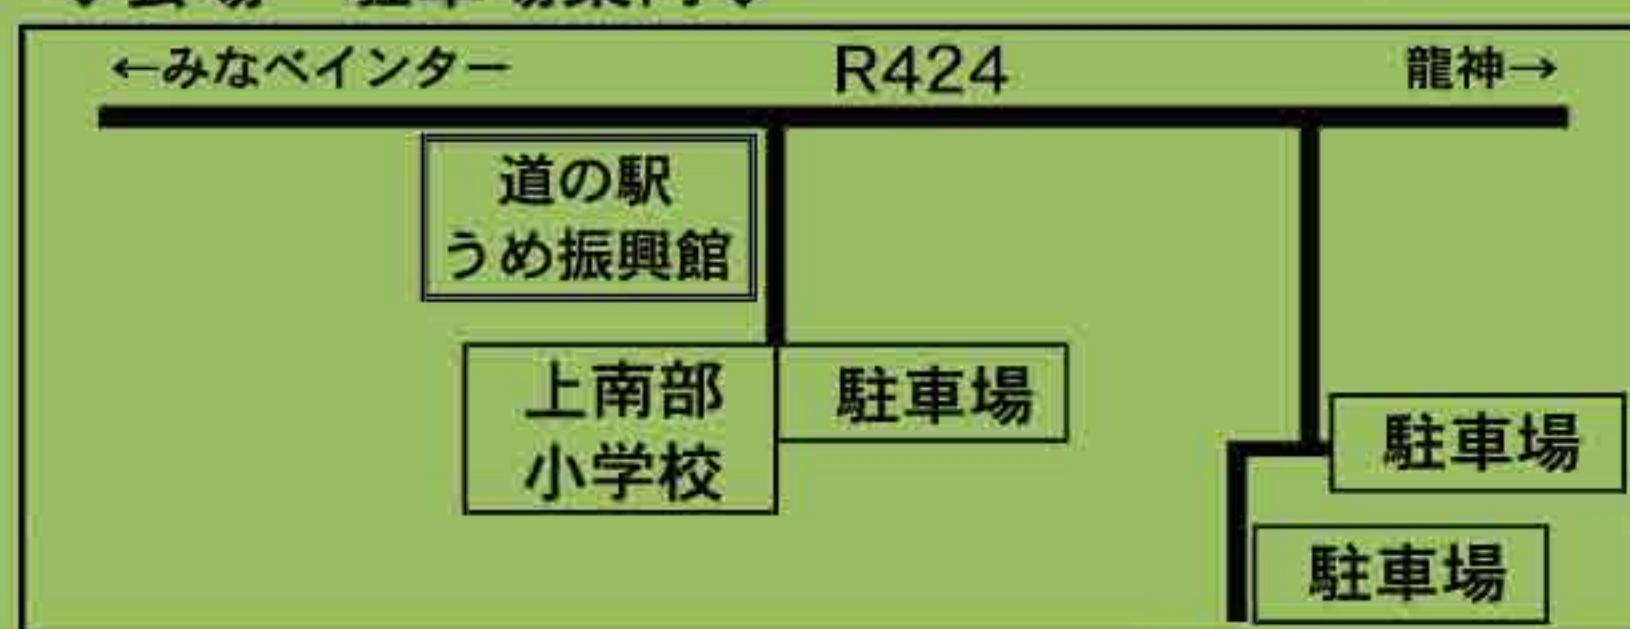 ←みなべインター R424 龍神→
道の駅
うめ振興館
上南部
小学校
駐車場
駐車場
駐車場